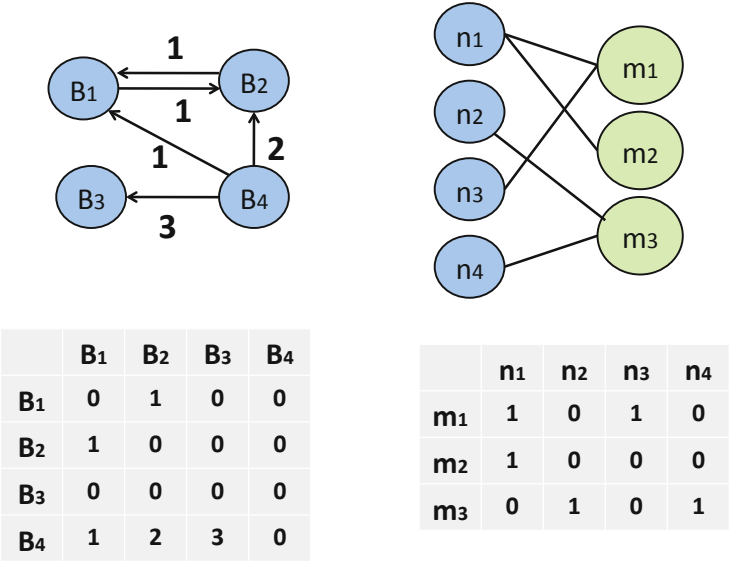 1
B1
B2
1
1
2
B3
B4
3
n1
m1
n2
m2
n3
m3
n4
B1 B2 B3 B4
B1 0 1 0 0
B2 1 0 0 0
B3 0 0 0 0
B4 1 2 3 0
n1 n2 n3 n4
m1 1 0 1 0
m2 1 0 0 0
m3 0 1 0 1